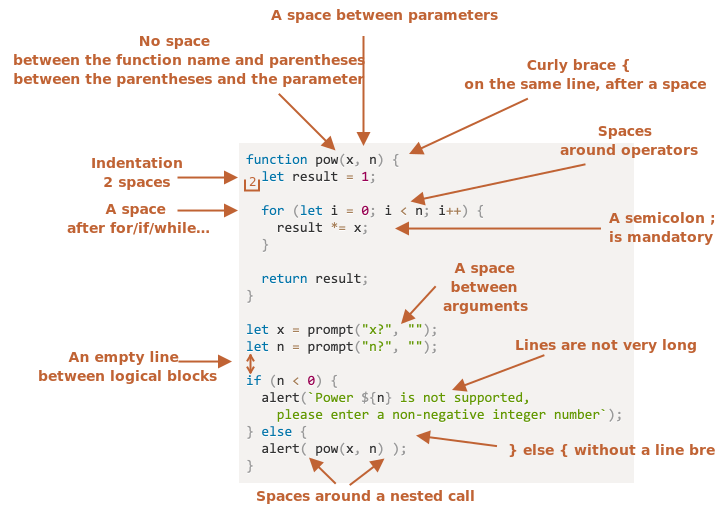 A space between parameters
No space
between the function name and parentheses
between the parentheses and the parameter
Curly brace {
on the same line, after a space
Spaces
around operators
Indentation
2 spaces
A space
after for/if/while...
function pow(x, n) {
2
let result = 1;
for (let i = 0; i < n; i++) {
result *= x;
}
return result;
}
A semicolon ;
is mandatory
A space
between
arguments
let x = prompt("x?", "");
let n = prompt("n?", "");
An empty line
between logical blocks
Lines are not very long
if (n < 0) {
alert(`Power ${n} is not supported,
please enter a non-negative integer number`);
} else {
alert( pow(x, n) );
}
} else { without a line bre
Spaces around a nested call